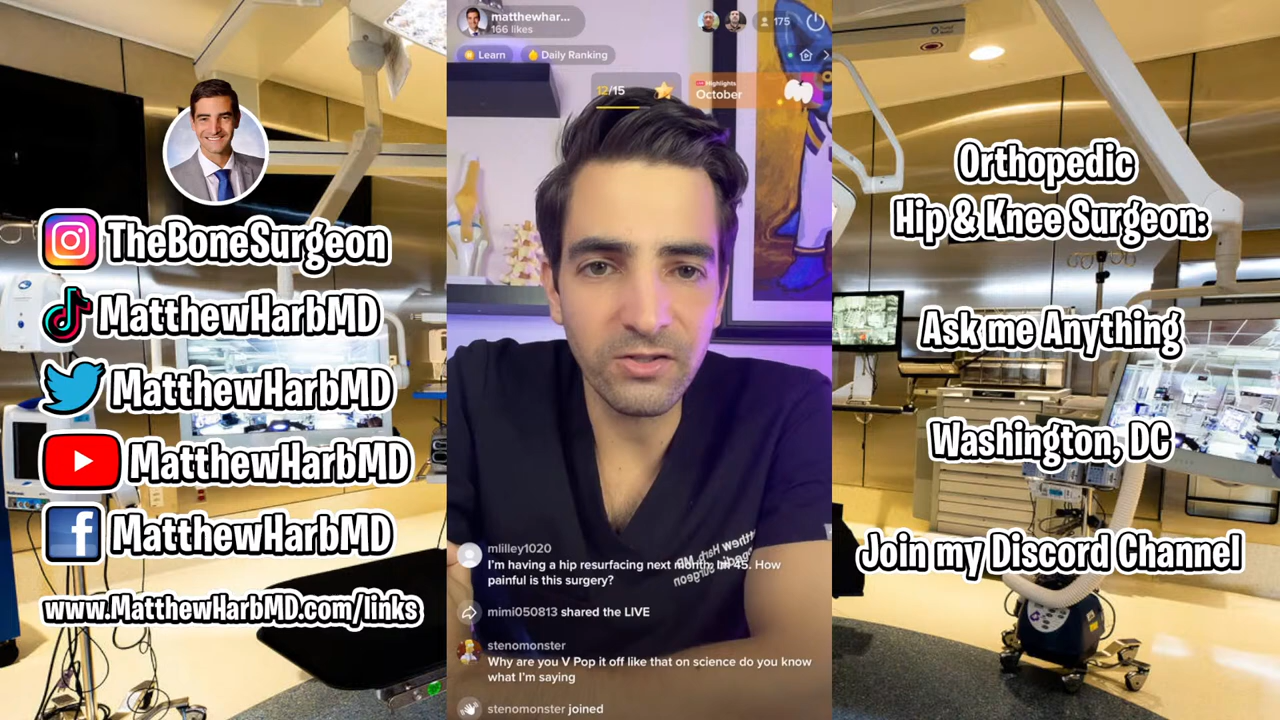 TheBoneSurgeon
MatthewHarbMD
MatthewHarbMD
MatthewHarbMD
MatthewHarbMD
www.MatthewHarbMD.com/links
matthewhar...
166 likes
175
Learn
Daily Ranking
12/15
LIVE Highlights
October
mlilley1020
I'm having a hip resurfacing next month, Im 45. How
painful is this surgery?
mimi050813 shared the LIVE
stenomonster
Why are you V Pop it off like that on science do you know
what I'm saying
stenomonster joined
Orthopedic
Hip & Knee Surgeon:
Ask me Anything
Washington, DC
Join my Discord Channel